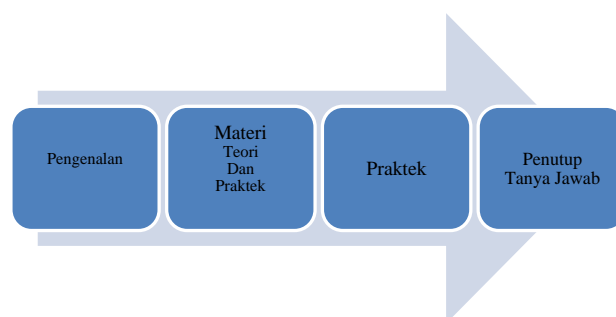 Pengenalan
Materi
Teori
Dan
Praktek
Praktek
Penutup
Tanya Jawab